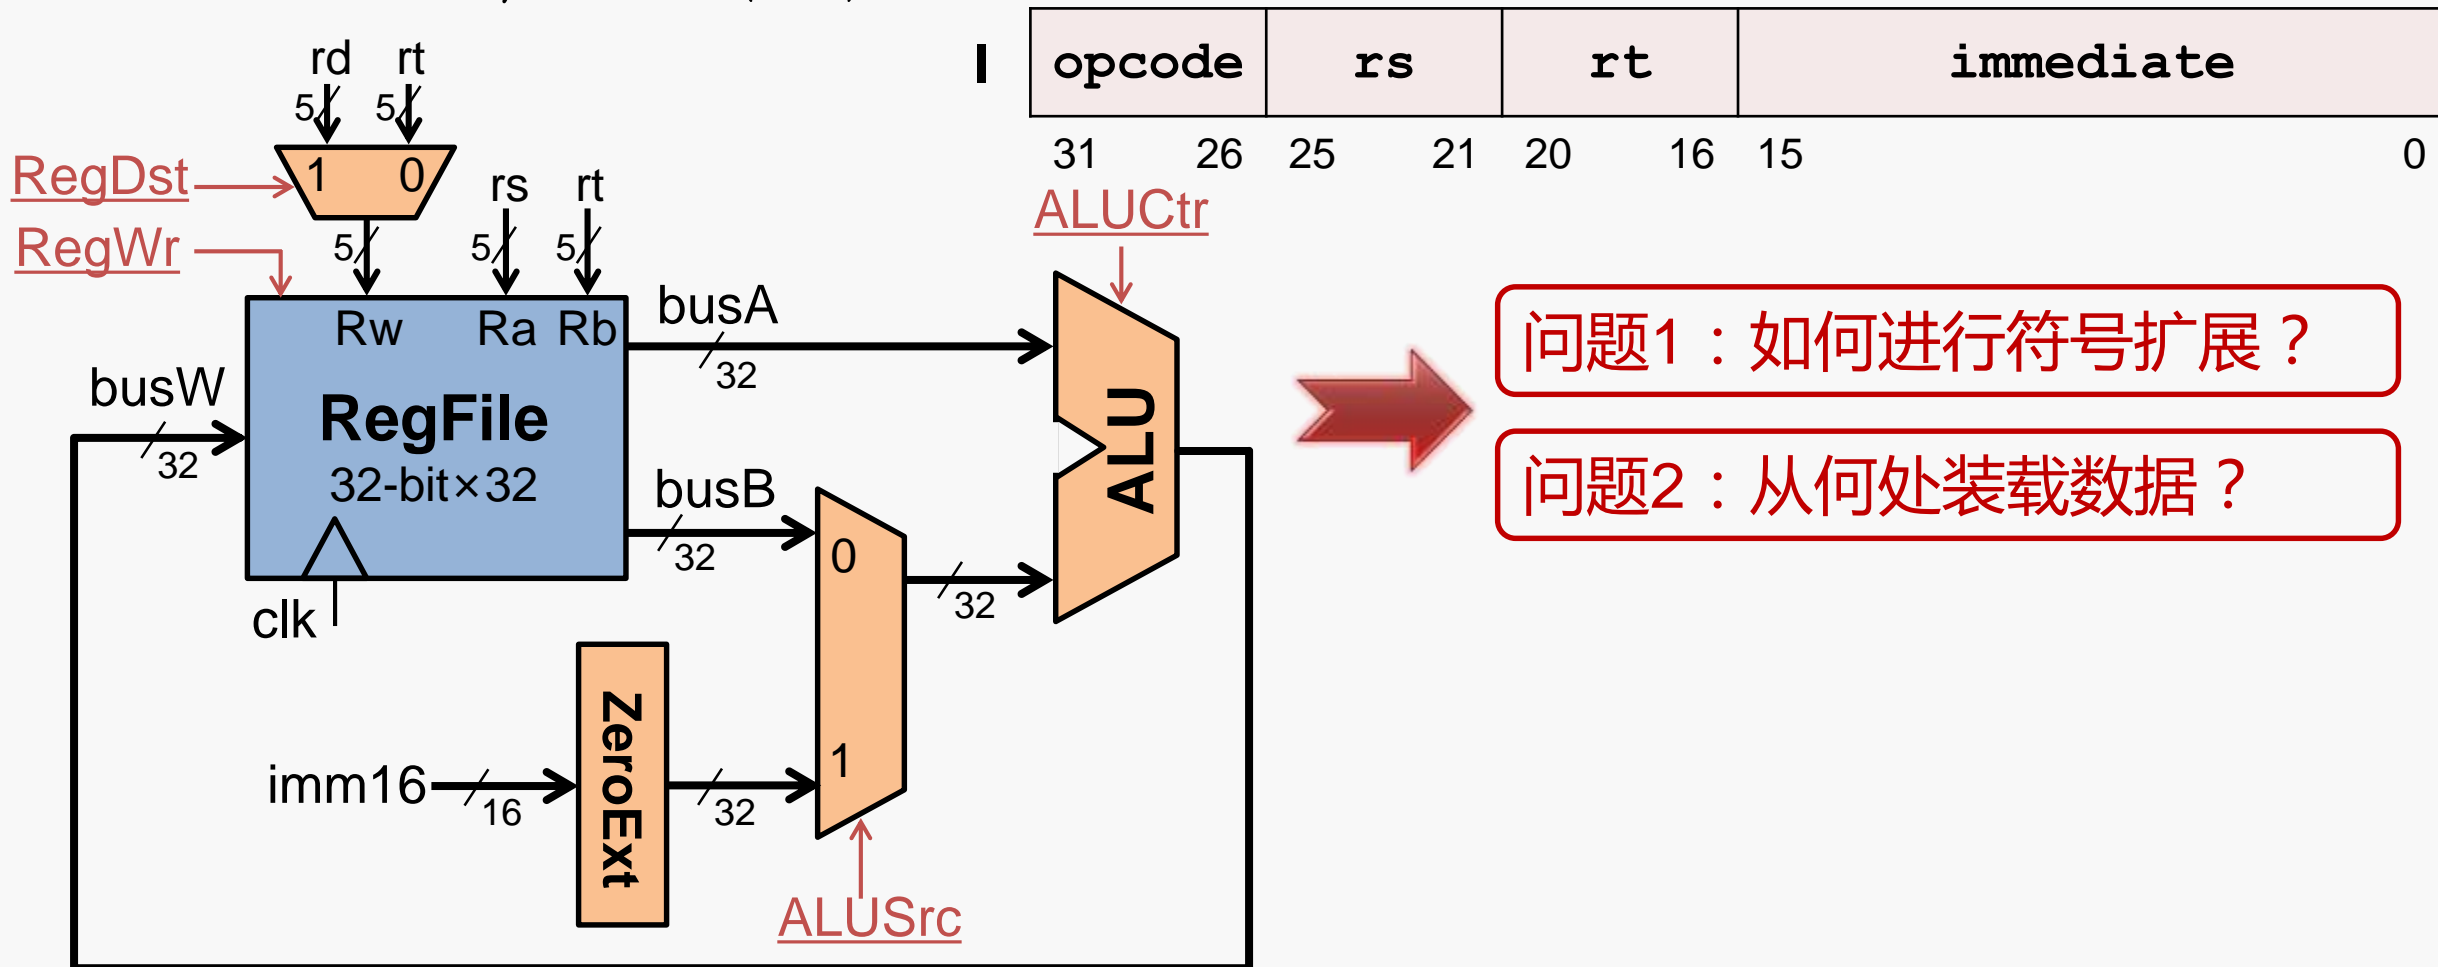 I
opcode rs rt immediate
31 26 25 21 20 16 15 0
rd rt
5 5
1 0
RegDst
RegWr
5
rs rt
5 5
ALUCtr
Rw Ra Rb
RegFile
32-bit×32
clk
busW
32
busA
32
busB
32
0
1
32
ALU
imm16
16
ZeroExt
32
ALUSrc
问题1：如何进行符号扩展？
问题2：从何处装载数据？